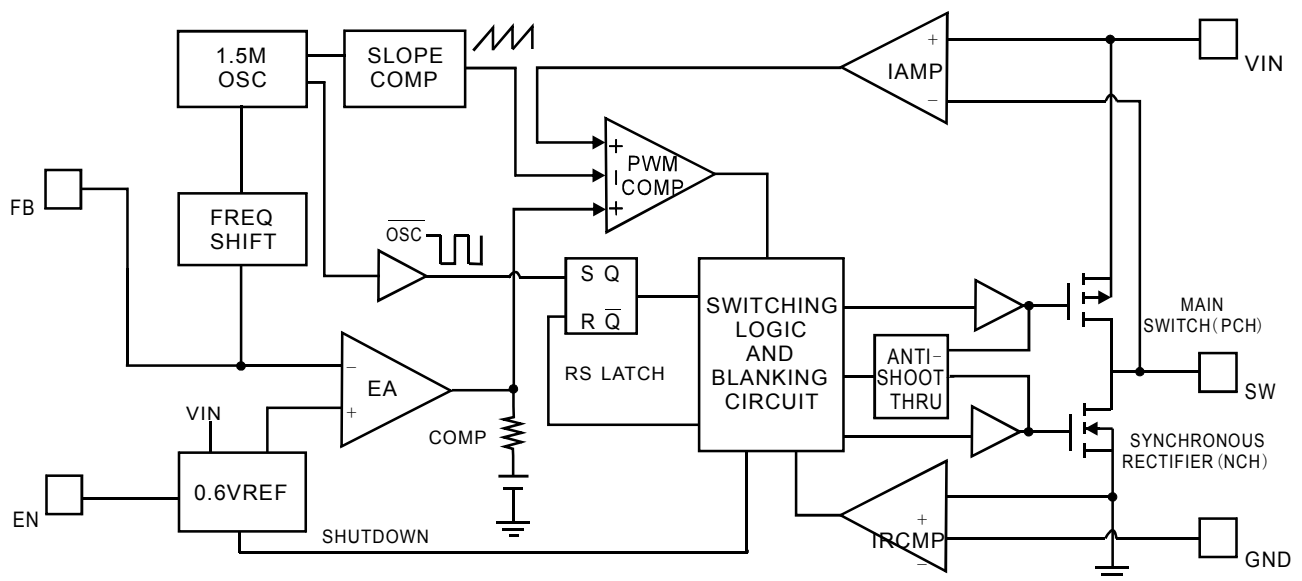 1.5M
OSC
SLOPE
COMP
+
IAMP
−
VIN
FB
FREQ
SHIFT
+
PWM
−
COMP
+
OSC
S Q
R Q
RS LATCH
SWITCHING
LOGIC
AND
BLANKING
CIRCUIT
ANTI-
SHOOT
THRU
MAIN
SWITCH(PCH)
SW
−
EA
+
VIN
COMP
SYNCHRONOUS
RECTIFIER(NCH)
EN
0.6VREF
SHUTDOWN
+
IRCMP
−
GND